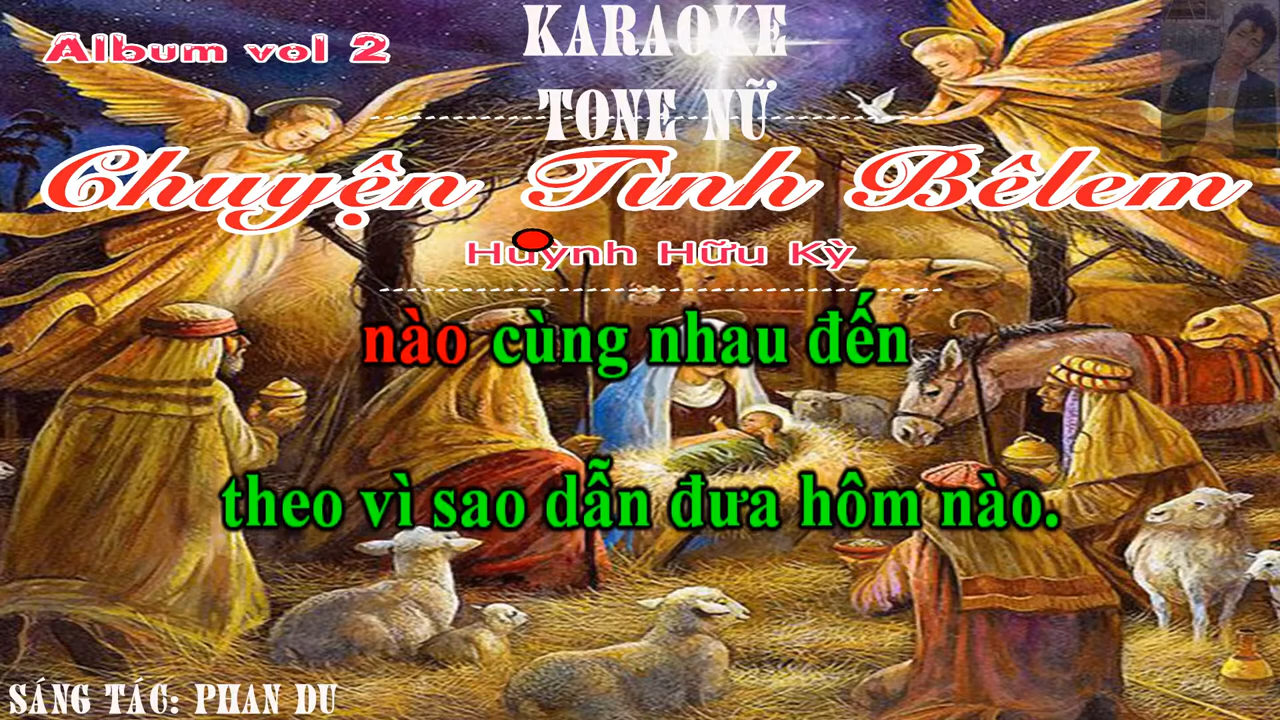 Album vol 2
KARAOKE
TONE NỮ
Chuyện Tình Bêlem
Huỳnh Hữu Kỳ
nào cùng nhau đến
theo vì sao dẫn đưa hôm nào.
SÁNG TÁC: PHAN DU